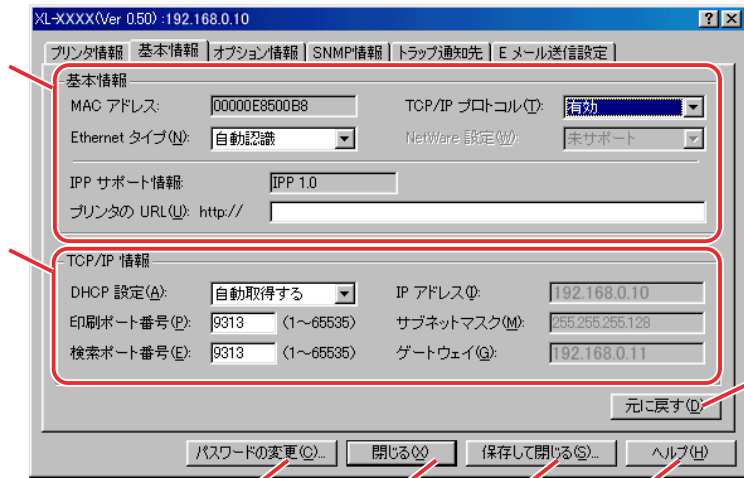 XL-XXXX(Ver 0.50) :192.168.0.10
プリンタ情報 基本情報 オプション情報 SNMP情報 トラップ通知先 E メール送信設定
基本情報
MAC アドレス: 00000E8500B8 TCP/IP プロトコル(T): 有効
Ethernet タイプ(N): 自動認識 NetWare 設定(W): 未サポート
IPP サポート情報: IPP 1.0
プリンタの URL(U): http://
TCP/IP 情報
DHCP 設定(A): 自動取得する IP アドレス(I): 192.168.0.10
印刷ポート番号(P): 9313 (1～65535) サブネットマスク(M): 255.255.255.128
検索ポート番号(E): 9313 (1～65535) ゲートウェイ(G): 192.168.0.11
元に戻す(D)
パスワードの変更(C)... 閉じる(X) 保存して閉じる(S)... ヘルプ(H)